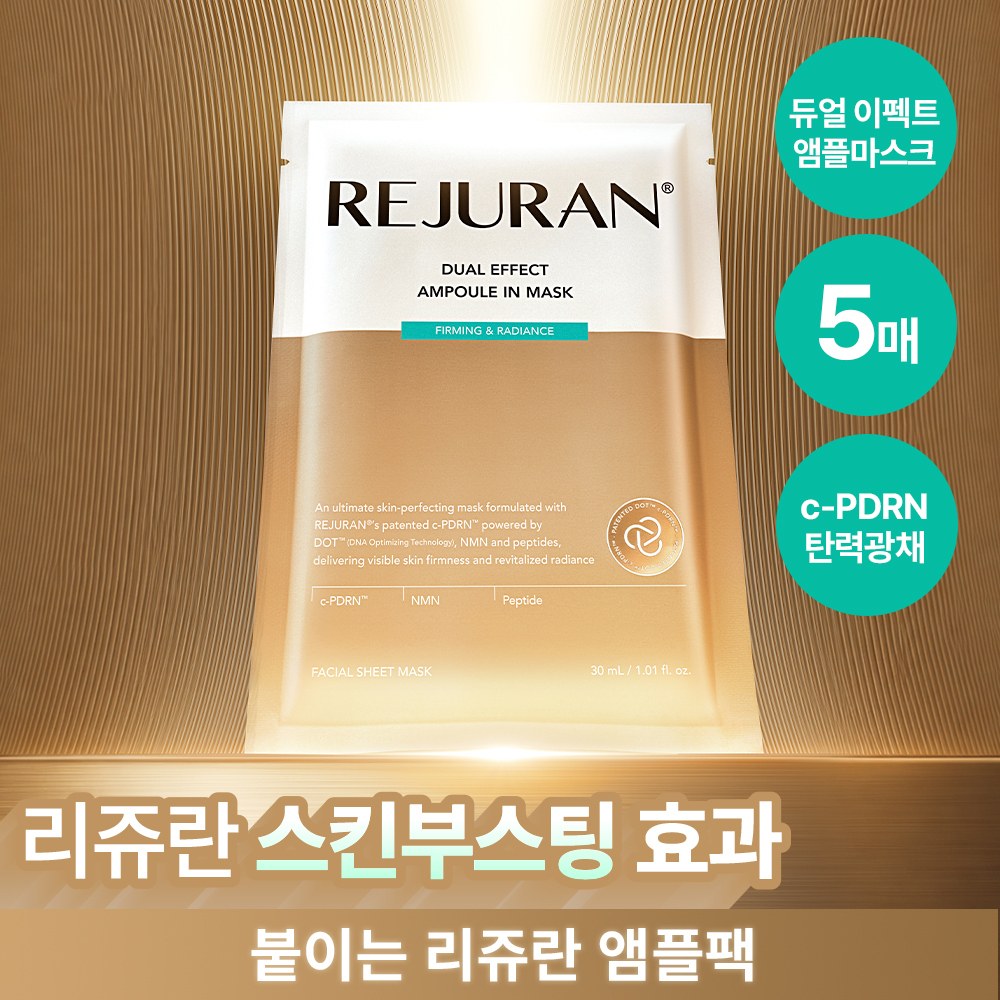 듀얼 이펙트
앰플마스크
5매
c-PDRN
탄력광채
REJURAN®
DUAL EFFECT
AMPOULE IN MASK
FIRMING & RADIANCE
An ultimate skin-perfecting mask formulated with
REJURAN®'s patented c-PDRN™ powered by
DOT™ (DNA Optimizing Technology), NMN and peptides,
delivering visible skin firmness and revitalized radiance
c-PDRN™
NMN
Peptide
FACIAL SHEET MASK
30 mL / 1.01 fl. oz.
리쥬란 스킨부스팅 효과
붙이는 리쥬란 앰플팩